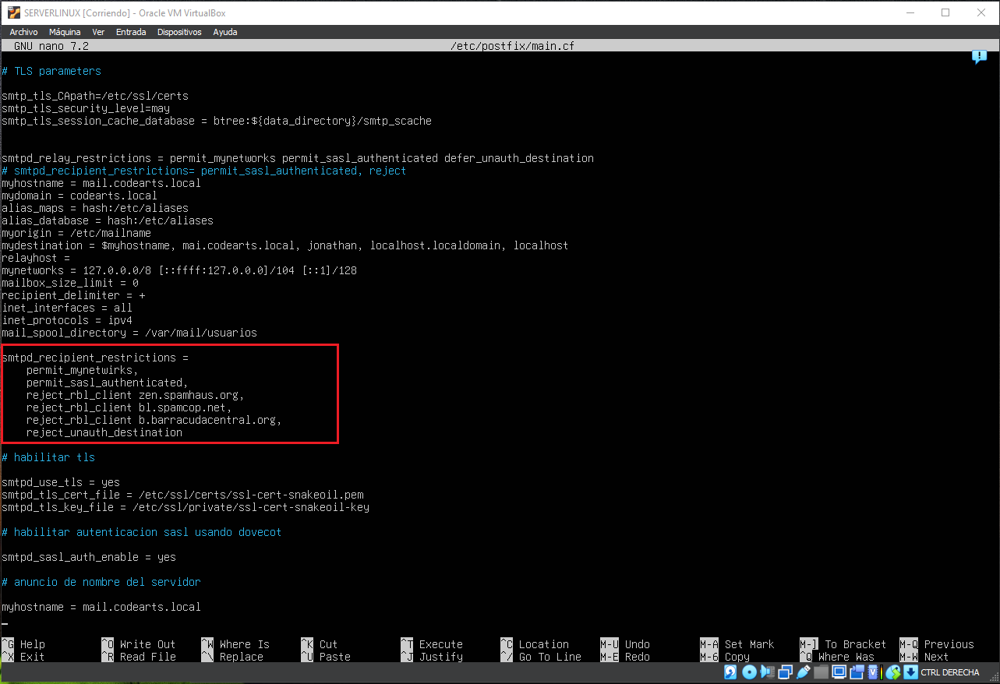 SERVERLINUX [Corriendo] - Oracle VM VirtualBox
Archivo Máquina Ver Entrada Dispositivos Ayuda
GNU nano 7.2 /etc/postfix/main.cf
# TLS parameters
smtp_tls_CApath=/etc/ssl/certs
smtp_tls_security_level=may
smtp_tls_session_cache_database = btree:${data_directory}/smtp_scache
smtpd_relay_restrictions = permit_mynetworks permit_sasl_authenticated defer_unauth_destination
# smtpd_recipient_restrictions= permit_sasl_authenticated, reject
myhostname = mail.codearts.local
mydomain = codearts.local
alias_maps = hash:/etc/aliases
alias_database = hash:/etc/aliases
myorigin = /etc/mailname
mydestination = $myhostname, mai.codearts.local, jonathan, localhost.localdomain, localhost
relayhost =
mynetworks = 127.0.0.0/8 [::ffff:127.0.0.0]/104 [::1]/128
mailbox_size_limit = 0
recipient_delimiter = +
inet_interfaces = all
inet_protocols = ipv4
mail_spool_directory = /var/mail/usuarios
smtpd_recipient_restrictions =
permit_mynetwirks,
permit_sasl_authenticated,
reject_rbl_client zen.spamhaus.org,
reject_rbl_client bl.spamcop.net,
reject_rbl_client b.barracudacentral.org,
reject_unauth_destination
# habilitar tls
smtpd_use_tls = yes
smtpd_tls_cert_file = /etc/ssl/certs/ssl-cert-snakeoil.pem
smtpd_tls_key_file = /etc/ssl/private/ssl-cert-snakeoil-key
# habilitar autenticacion sasl usando dovecot
smtpd_sasl_auth_enable = yes
# anuncio de nombre del servidor
myhostname = mail.codearts.local
^G Help ^O Write Out ^W Where Is ^K Cut ^T Execute ^C Location M-U Undo M-A Set Mark M-] To Bracket M-Q Previous
^X Exit ^R Read File ^\ Replace ^U Paste ^J Justify ^/ Go To Line M-E Redo M-6 Copy ^Q Where Was M-W Next
CTRL DERECHA